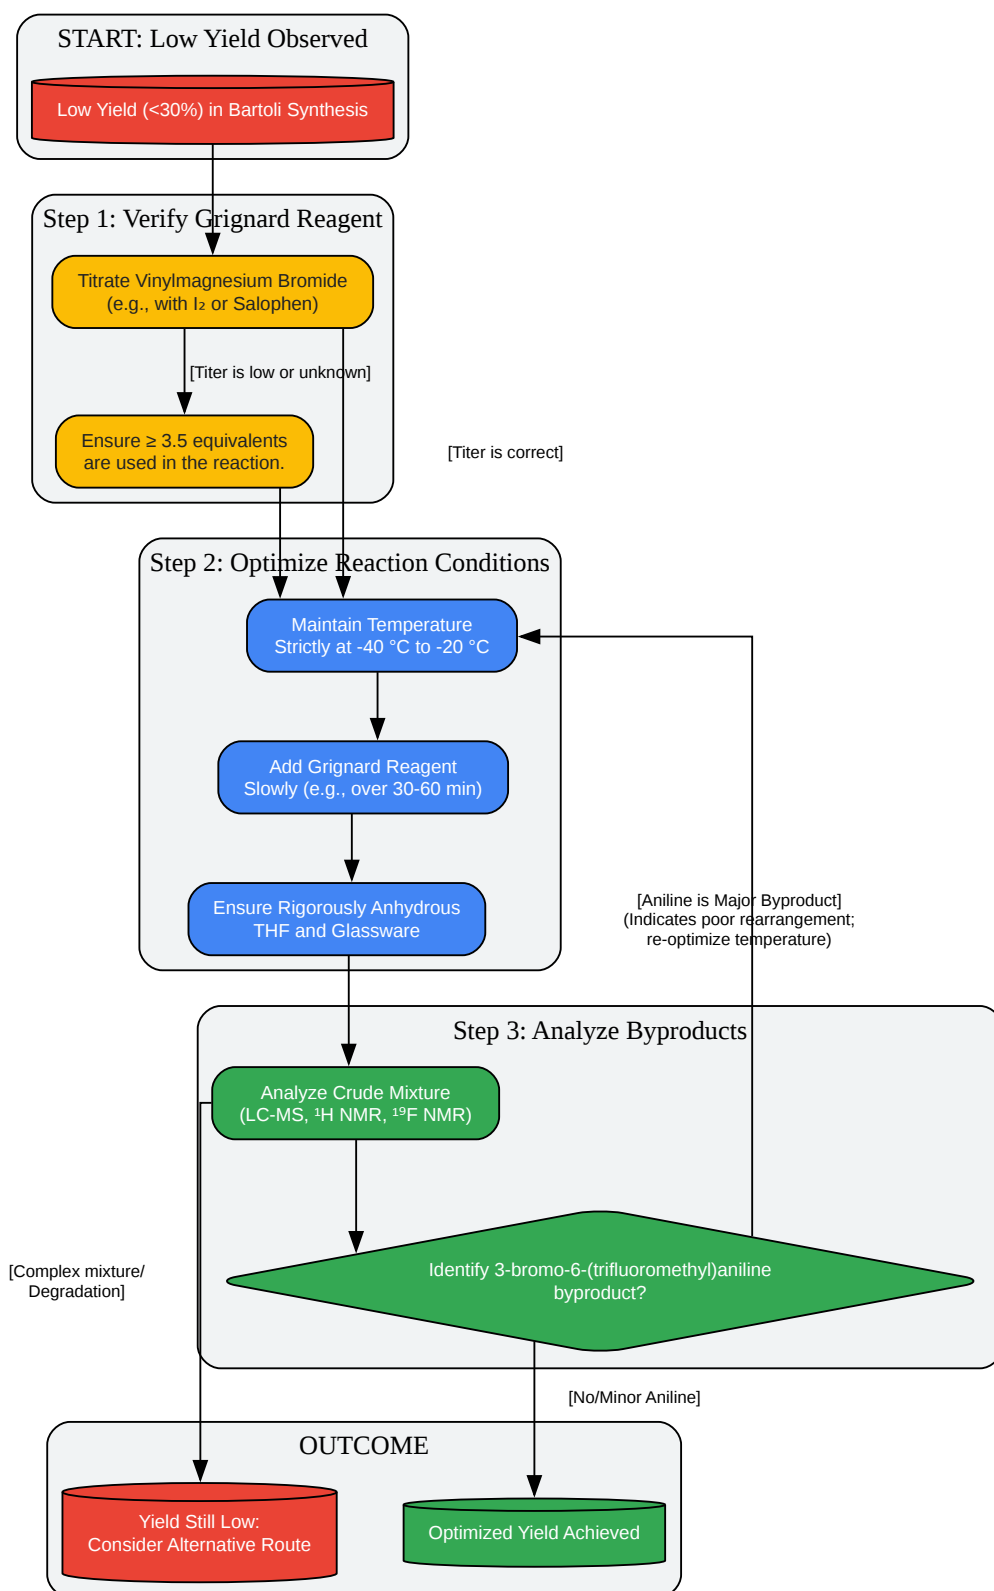 START: Low Yield Observed
Low Yield (<30%) in Bartoli Synthesis
Step 1: Verify Grignard Reagent
Titrate Vinylmagnesium Bromide
(e.g., with I₂ or Salophen)
[Titer is low or unknown]
Ensure ≥ 3.5 equivalents
are used in the reaction.
[Titer is correct]
Step 2: Optimize Reaction Conditions
Maintain Temperature
Strictly at -40 °C to -20 °C
Add Grignard Reagent
Slowly (e.g., over 30-60 min)
Ensure Rigorously Anhydrous
THF and Glassware
[Aniline is Major Byproduct]
(Indicates poor rearrangement;
re-optimize temperature)
Step 3: Analyze Byproducts
Analyze Crude Mixture
(LC-MS, ¹H NMR, ¹⁹F NMR)
Identify 3-bromo-6-(trifluoromethyl)aniline
byproduct?
[Complex mixture/
Degradation]
[No/Minor Aniline]
OUTCOME
Yield Still Low:
Consider Alternative Route
Optimized Yield Achieved